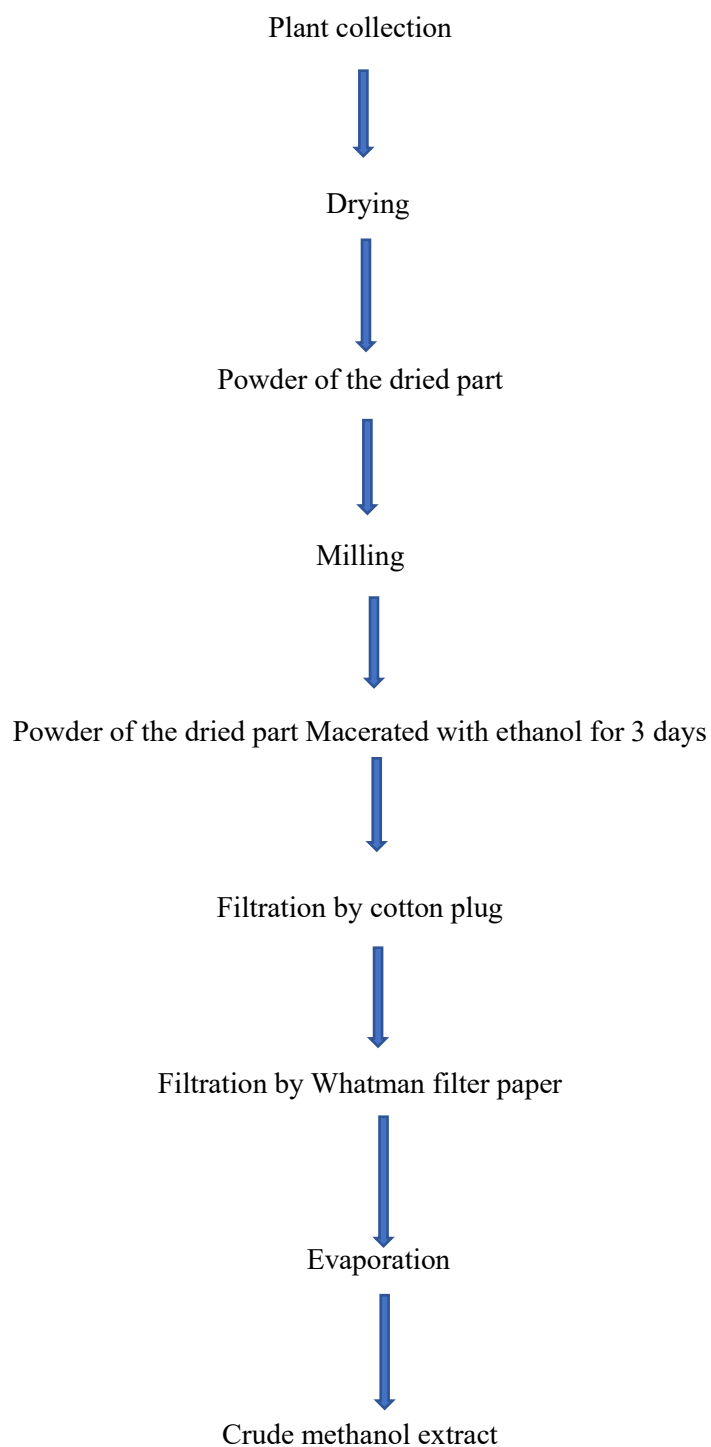 Plant collection
Drying
Powder of the dried part
Milling
Powder of the dried part Macerated with ethanol for 3 days
Filtration by cotton plug
Filtration by Whatman filter paper
Evaporation
Crude methanol extract